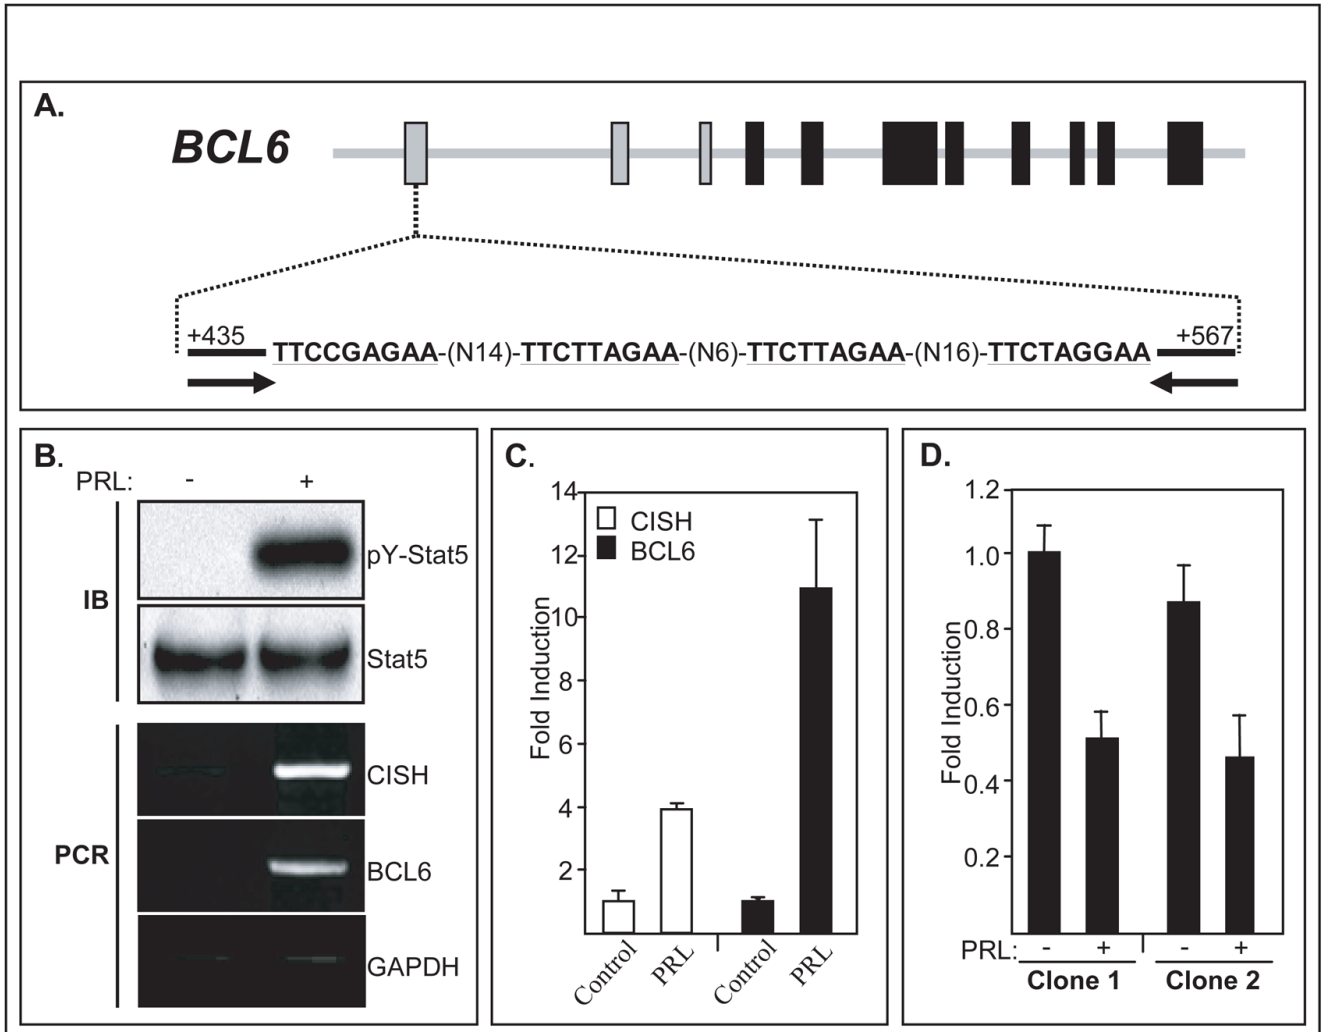 A.
BCL6
+435
+567
TTCCGAGAA-(N14)-TTCTTAGAA-(N6)-TTCTTAGAA-(N16)-TTCTAGGAA
B.
PRL: - +
IB
pY-Stat5
Stat5
PCR
CISH
BCL6
GAPDH
C.
Fold Induction
14
12
10
8
6
4
2
CISH
BCL6
Control
PRL
Control
PRL
D.
Fold Induction
1.2
1.0
0.8
0.6
0.4
0.2
PRL: - + - +
Clone 1 Clone 2